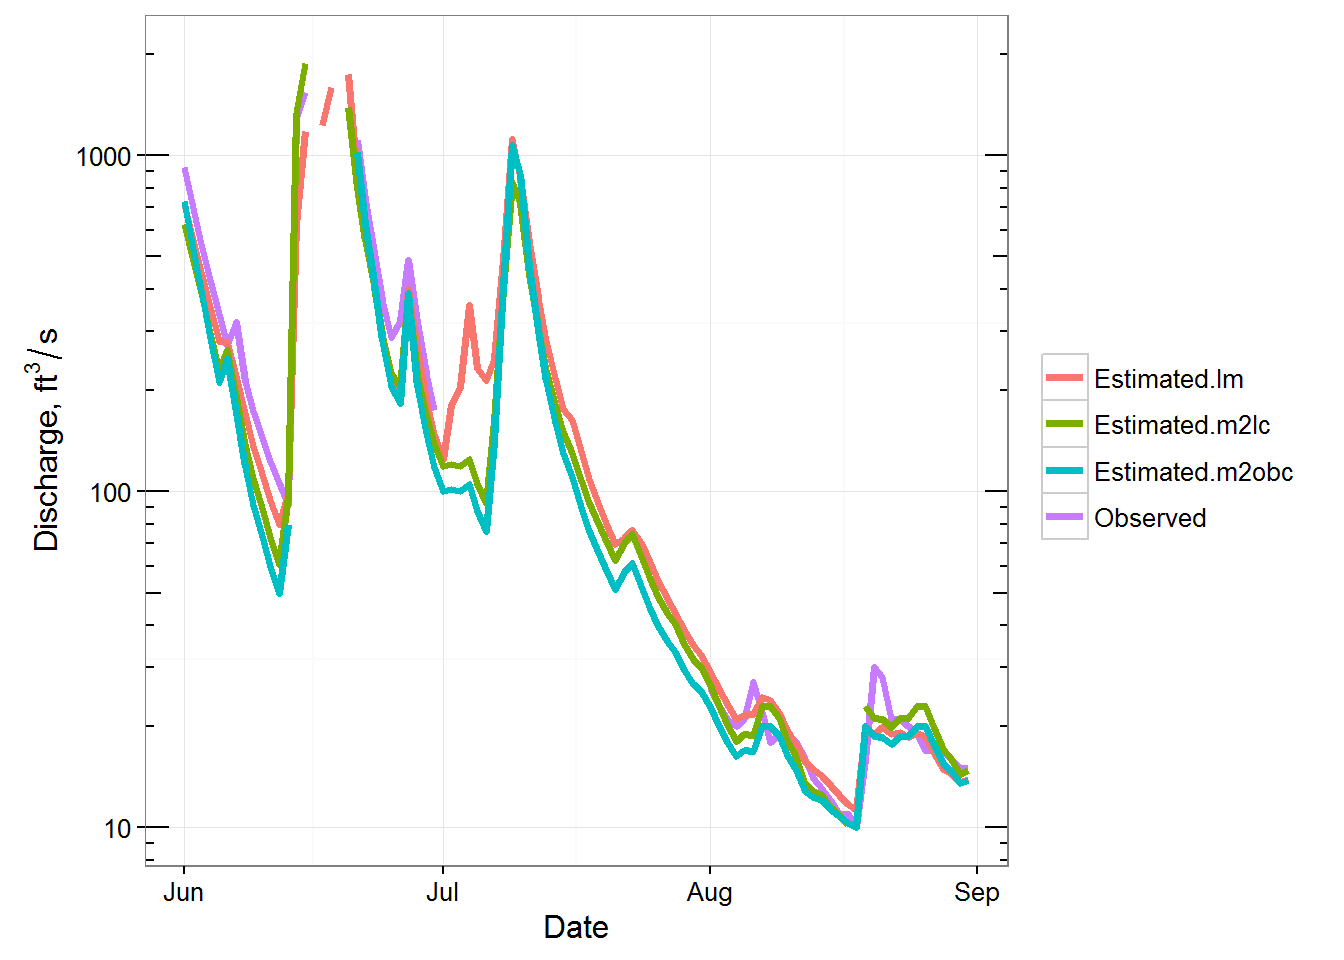 1000
100
10
Discharge, ft³/s
Jun
Jul
Aug
Sep
Date
Estimated.lm
Estimated.m2lc
Estimated.m2obc
Observed